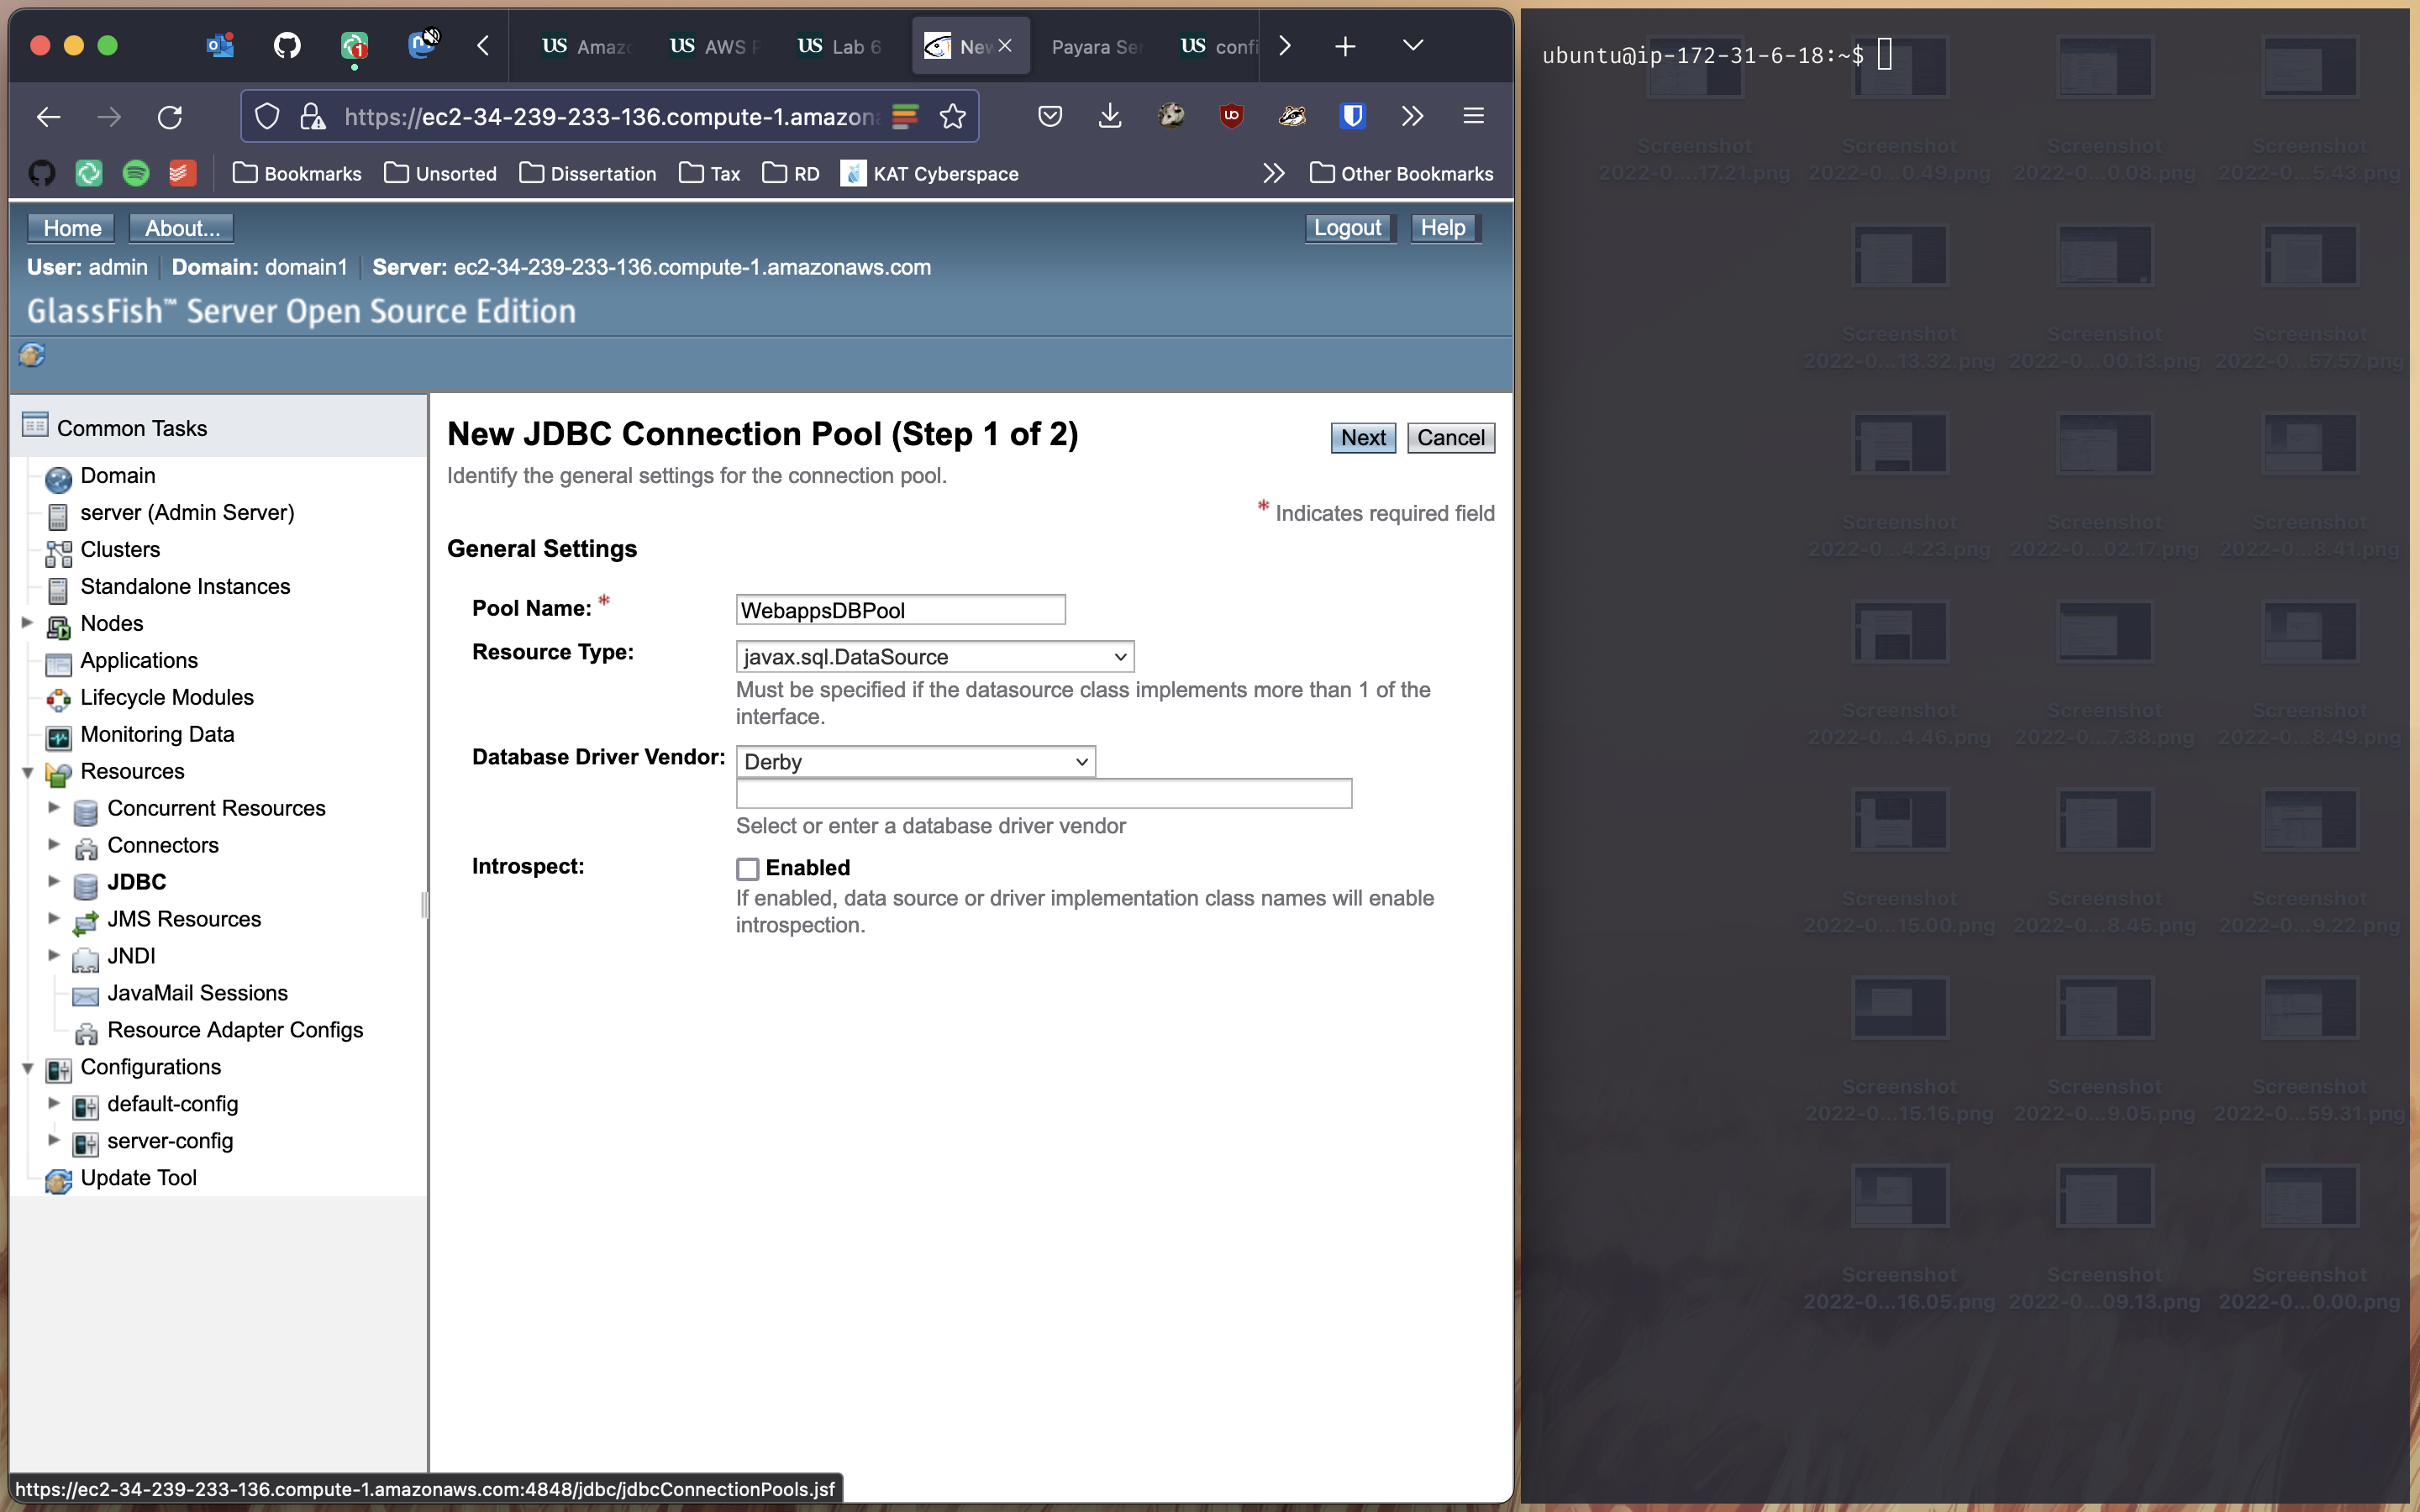 US Amaz
US AWS P
US Lab 6
New
Payara Ser
US confi
https://ec2-34-239-233-136.compute-1.amazon
Bookmarks
Unsorted
Dissertation
Tax
RD
KAT Cyberspace
Other Bookmarks
Home
About...
Logout
Help
User: admin
Domain: domain1
Server: ec2-34-239-233-136.compute-1.amazonaws.com
GlassFish™ Server Open Source Edition
Common Tasks
Domain
server (Admin Server)
Clusters
Standalone Instances
Nodes
Applications
Lifecycle Modules
Monitoring Data
Resources
Concurrent Resources
Connectors
JDBC
JMS Resources
JNDI
JavaMail Sessions
Resource Adapter Configs
Configurations
default-config
server-config
Update Tool
New JDBC Connection Pool (Step 1 of 2)
Next
Cancel
Identify the general settings for the connection pool.
* Indicates required field
General Settings
Pool Name: *
WebappsDBPool
Resource Type:
javax.sql.DataSource
Must be specified if the datasource class implements more than 1 of the
interface.
Database Driver Vendor:
Derby
Select or enter a database driver vendor
Introspect:
Enabled
If enabled, data source or driver implementation class names will enable
introspection.
https://ec2-34-239-233-136.compute-1.amazonaws.com:4848/jdbc/jdbcConnectionPools.jsf
ubuntu@ip-172-31-6-18:~$
Screenshot Screenshot Screenshot Screenshot
2022-0....17.21.png 2022-0...0.49.png 2022-0...0.08.png 2022-0...5.43.png
Screenshot Screenshot Screenshot
2022-0...13.32.png 2022-0...00.13.png 2022-0...57.57.png
Screenshot Screenshot Screenshot
2022-0...4.23.png 2022-0...02.17.png 2022-0...8.41.png
Screenshot Screenshot Screenshot
2022-0...4.46.png 2022-0...7.38.png 2022-0...8.49.png
Screenshot Screenshot Screenshot
2022-0...15.00.png 2022-0...8.45.png 2022-0...9.22.png
Screenshot Screenshot Screenshot
2022-0...15.16.png 2022-0...9.05.png 2022-0...59.31.png
Screenshot Screenshot Screenshot
2022-0...16.05.png 2022-0...09.13.png 2022-0...0.00.png